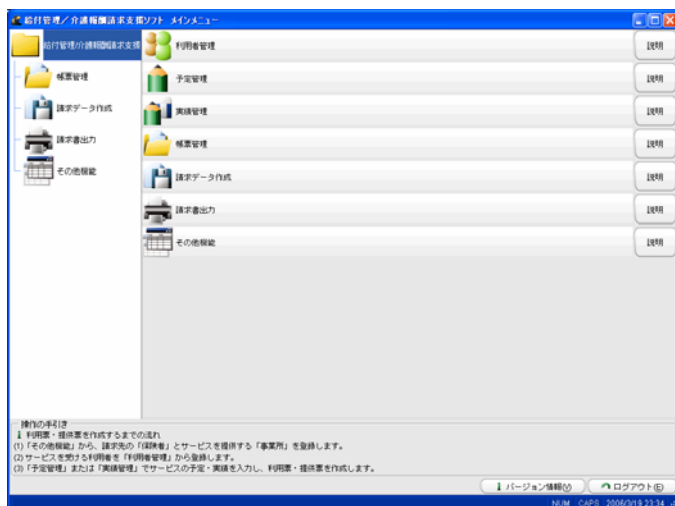 給付管理／介護報酬請求支援ソフト メインメニュー
給付管理/介護報酬請求支援
帳票管理
請求データ作成
請求書出力
その他機能
利用者管理 説明
予定管理 説明
実績管理 説明
帳票管理 説明
請求データ作成 説明
請求書出力 説明
その他機能 説明
操作の手引き
利用票・提供票を作成するまでの流れ
(1)「その他機能」から、請求先の「保険者」とサービスを提供する「事業所」を登録します。
(2)サービスを受ける利用者を「利用者管理」から登録します。
(3)「予定管理」または「実績管理」でサービスの予定・実績を入力し、利用票・提供票を作成します。
バージョン情報(V) ログアウト(E)
NUM CAPS 2006/3/19 23:34